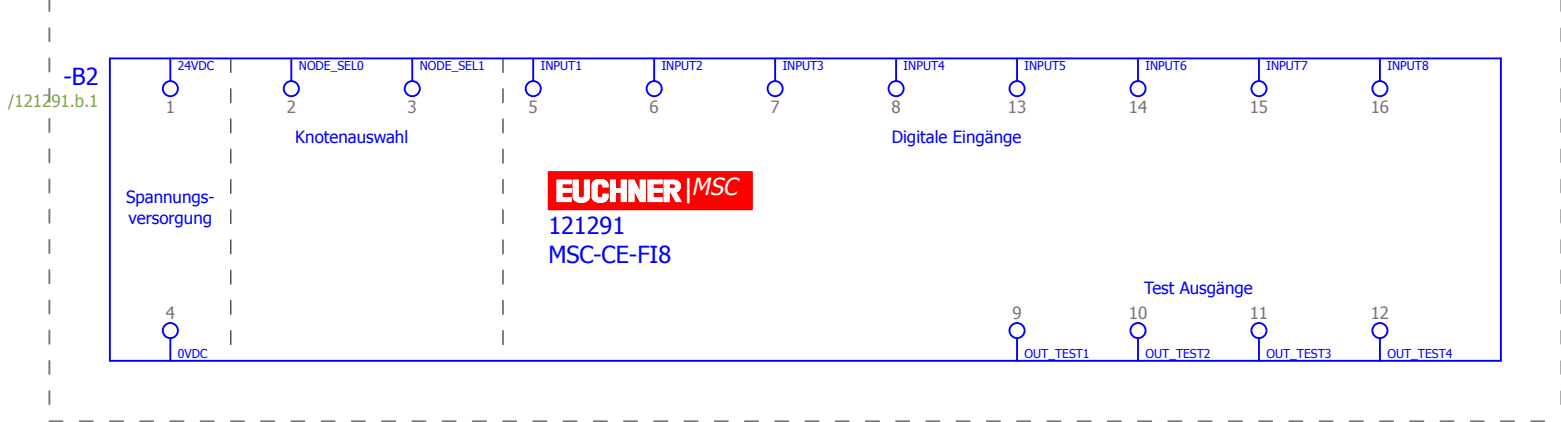 -B2
/121291.b.1
24VDC NODE_SEL0 NODE_SEL1 INPUT1 INPUT2 INPUT3 INPUT4 INPUT5 INPUT6 INPUT7 INPUT8
1 2 3 5 6 7 8 13 14 15 16
Knotenauswahl
Digitale Eingänge
Spannungs-
versorgung
EUCHNER|MSC
121291
MSC-CE-FI8
Test Ausgänge
4 9 10 11 12
0VDC OUT_TEST1 OUT_TEST2 OUT_TEST3 OUT_TEST4